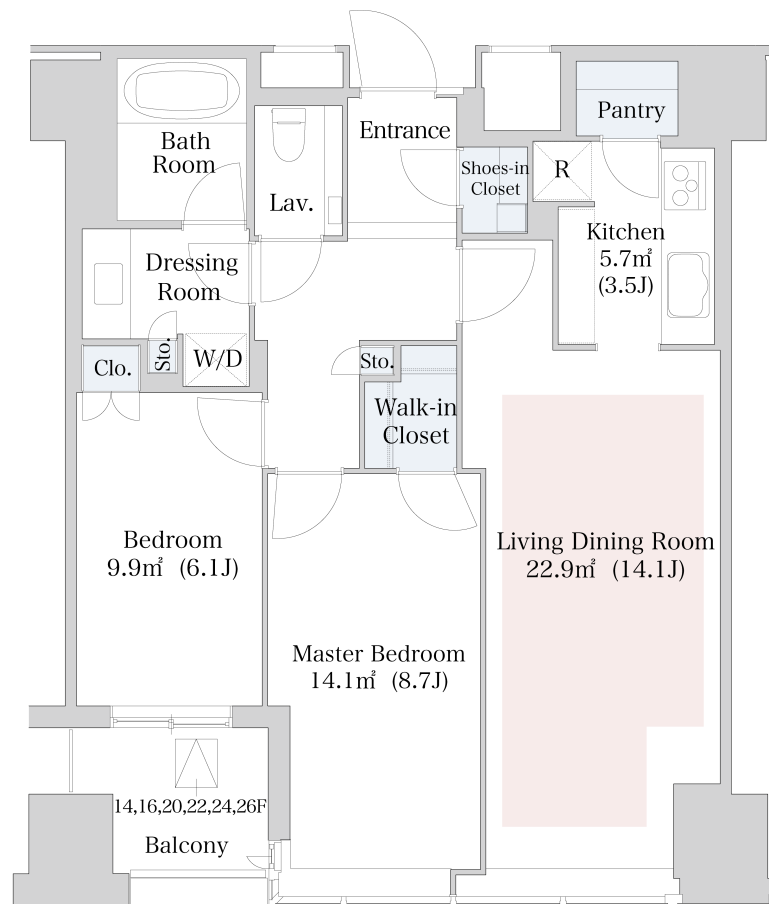 Pantry
Entrance
Bath
Room
Shoes-in
Closet
R
Lav.
Kitchen
5.7㎡
(3.5J)
Dressing
Room
Sto.
W/D
Clo.
Sto.
Walk-in
Closet
Bedroom
9.9㎡ (6.1J)
Living Dining Room
22.9㎡ (14.1J)
Master Bedroom
14.1㎡ (8.7J)
14,16,20,22,24,26F
Balcony